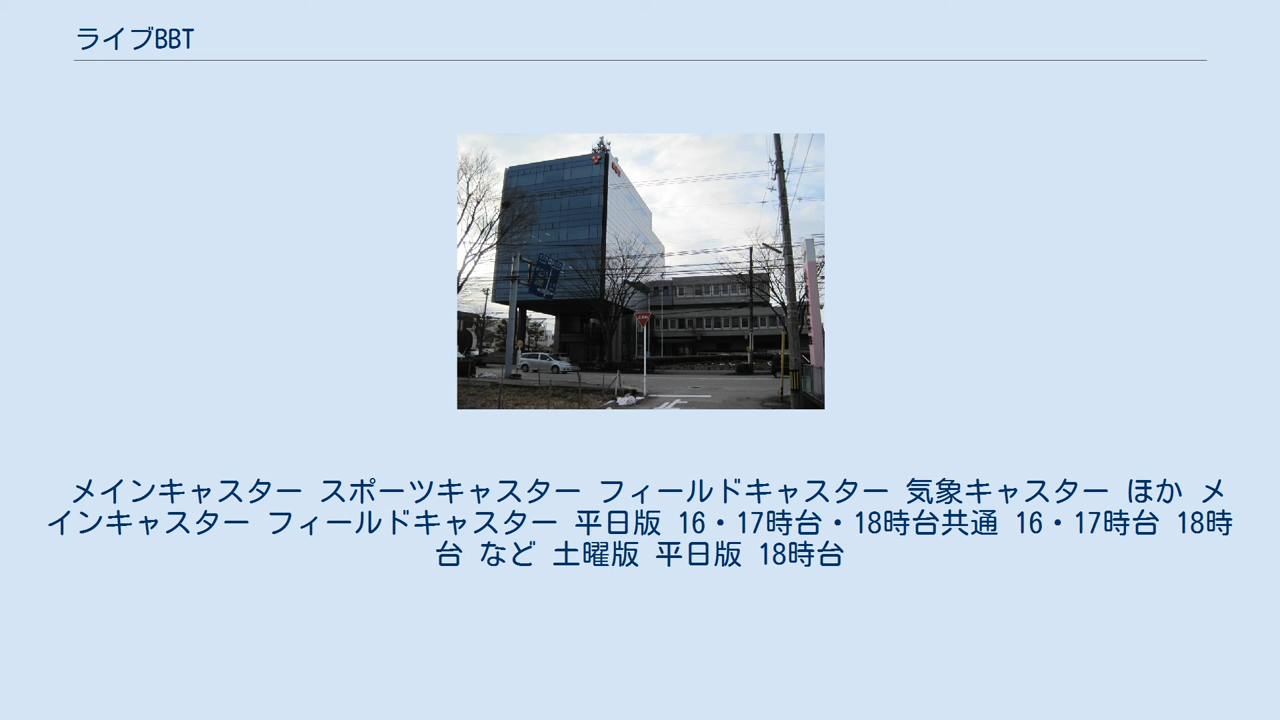 ライブBBT
メインキャスター スポーツキャスター フィールドキャスター 気象キャスター ほか メ
インキャスター フィールドキャスター 平日版 16・17時台・18時台共通 16・17時台 18時
台 など 土曜版 平日版 18時台